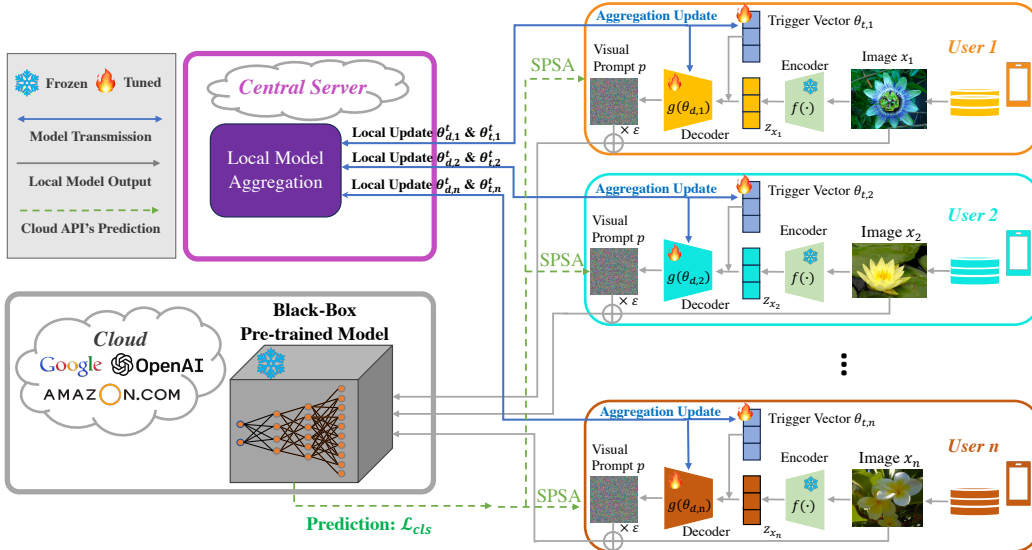 Frozen
Tuned
Model Transmission
Local Model Output
Cloud API's Prediction
Central Server
Local Model
Aggregation
Local Update θ^t_{d,1} & θ^t_{t,1}
Local Update θ^t_{d,2} & θ^t_{t,2}
Local Update θ^t_{d,n} & θ^t_{t,n}
Cloud
Google
OpenAI
AMAZON.COM
Black-Box
Pre-trained Model
Prediction: ℒ_{cls}
SPSA
SPSA
SPSA
Aggregation Update
Trigger Vector θ_{t,1}
User 1
Visual
Prompt p
× ε
g(θ_{d,1})
Decoder
z_{x_1}
Encoder
f(·)
Image x_1
Aggregation Update
Trigger Vector θ_{t,2}
User 2
Visual
Prompt p
× ε
g(θ_{d,2})
Decoder
z_{x_2}
Encoder
f(·)
Image x_2
Aggregation Update
Trigger Vector θ_{t,n}
User n
Visual
Prompt p
× ε
g(θ_{d,n})
Decoder
z_{x_n}
Encoder
f(·)
Image x_n